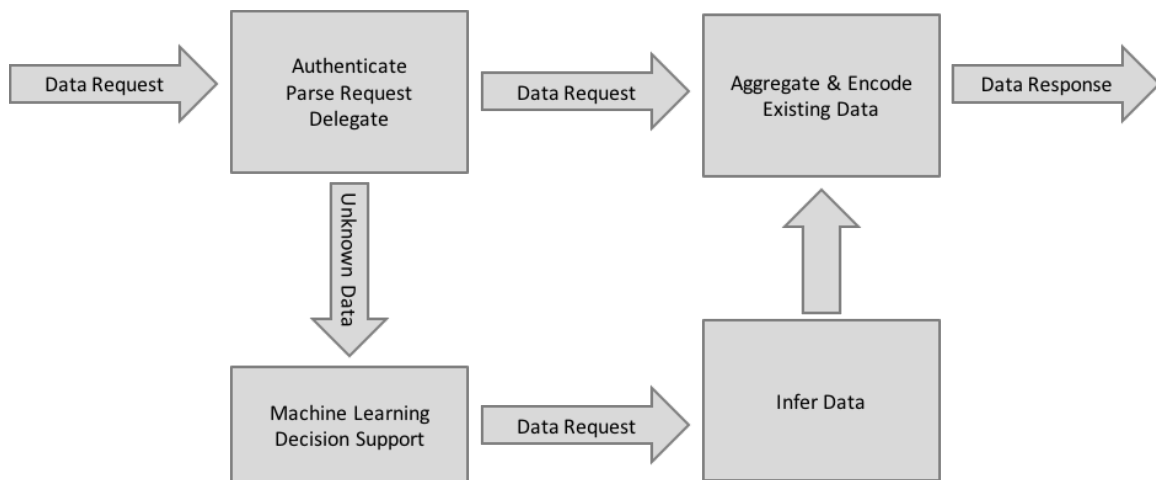 Data Request
Authenticate
Parse Request
Delegate
Data Request
Aggregate & Encode
Existing Data
Data Response
Unknown Data
Machine Learning
Decision Support
Data Request
Infer Data